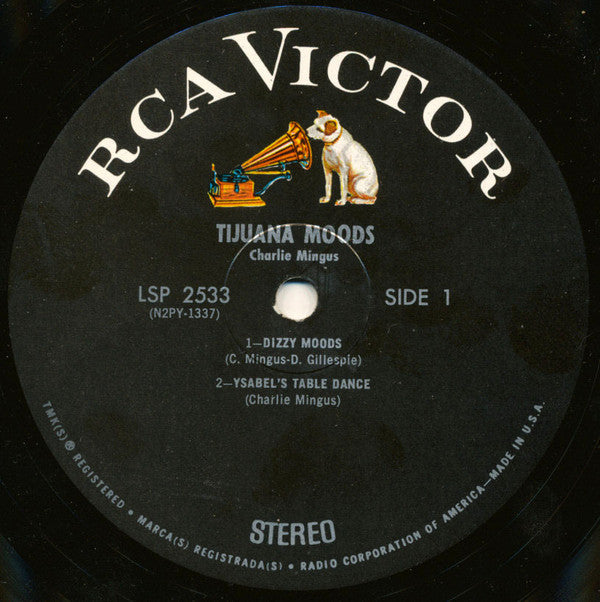 RCA VICTOR
TIJUANA MOODS
Charlie Mingus
LSP 2533
(N2PY-1337)
SIDE 1
1—DIZZY MOODS
(C. Mingus-D. Gillespie)
2—YSABEL'S TABLE DANCE
(Charlie Mingus)
STEREO
TMK(S)® REGISTERED • MARCA(S) REGISTRADA(S) • RADIO CORPORATION OF AMERICA—MADE IN U.S.A.